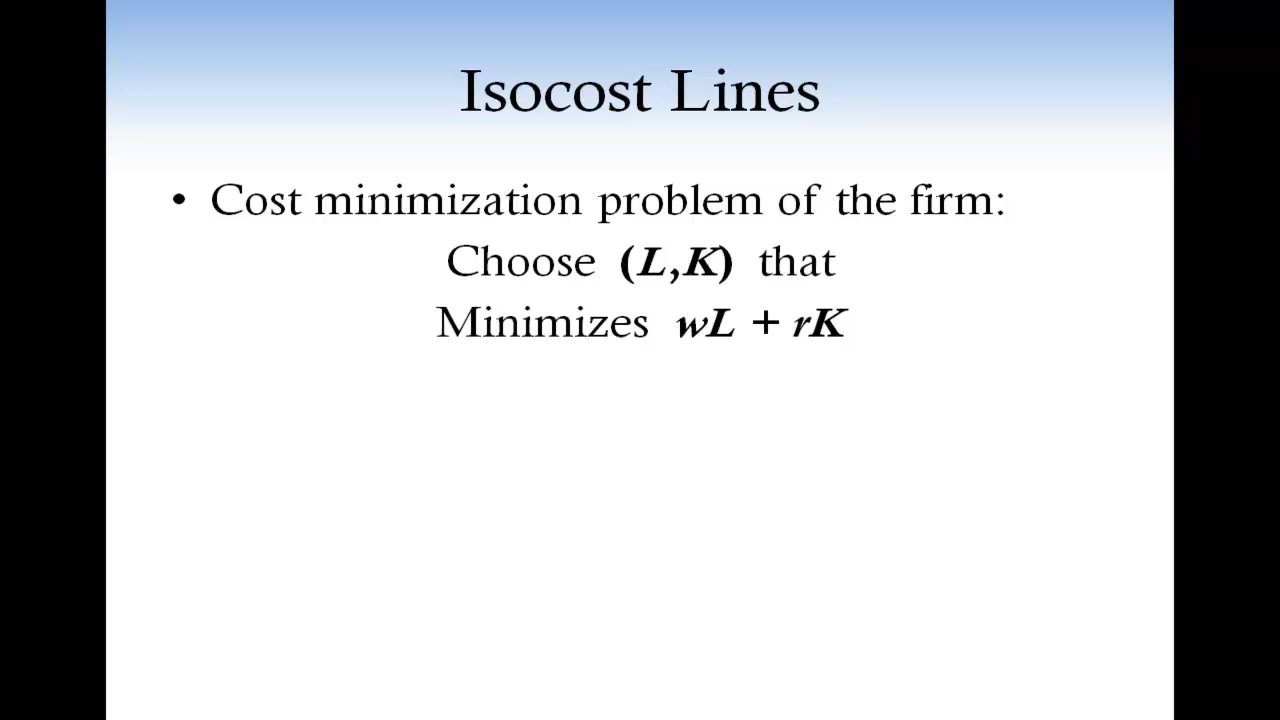 Isocost Lines
• Cost minimization problem of the firm:
Choose (L,K) that
Minimizes wL + rK